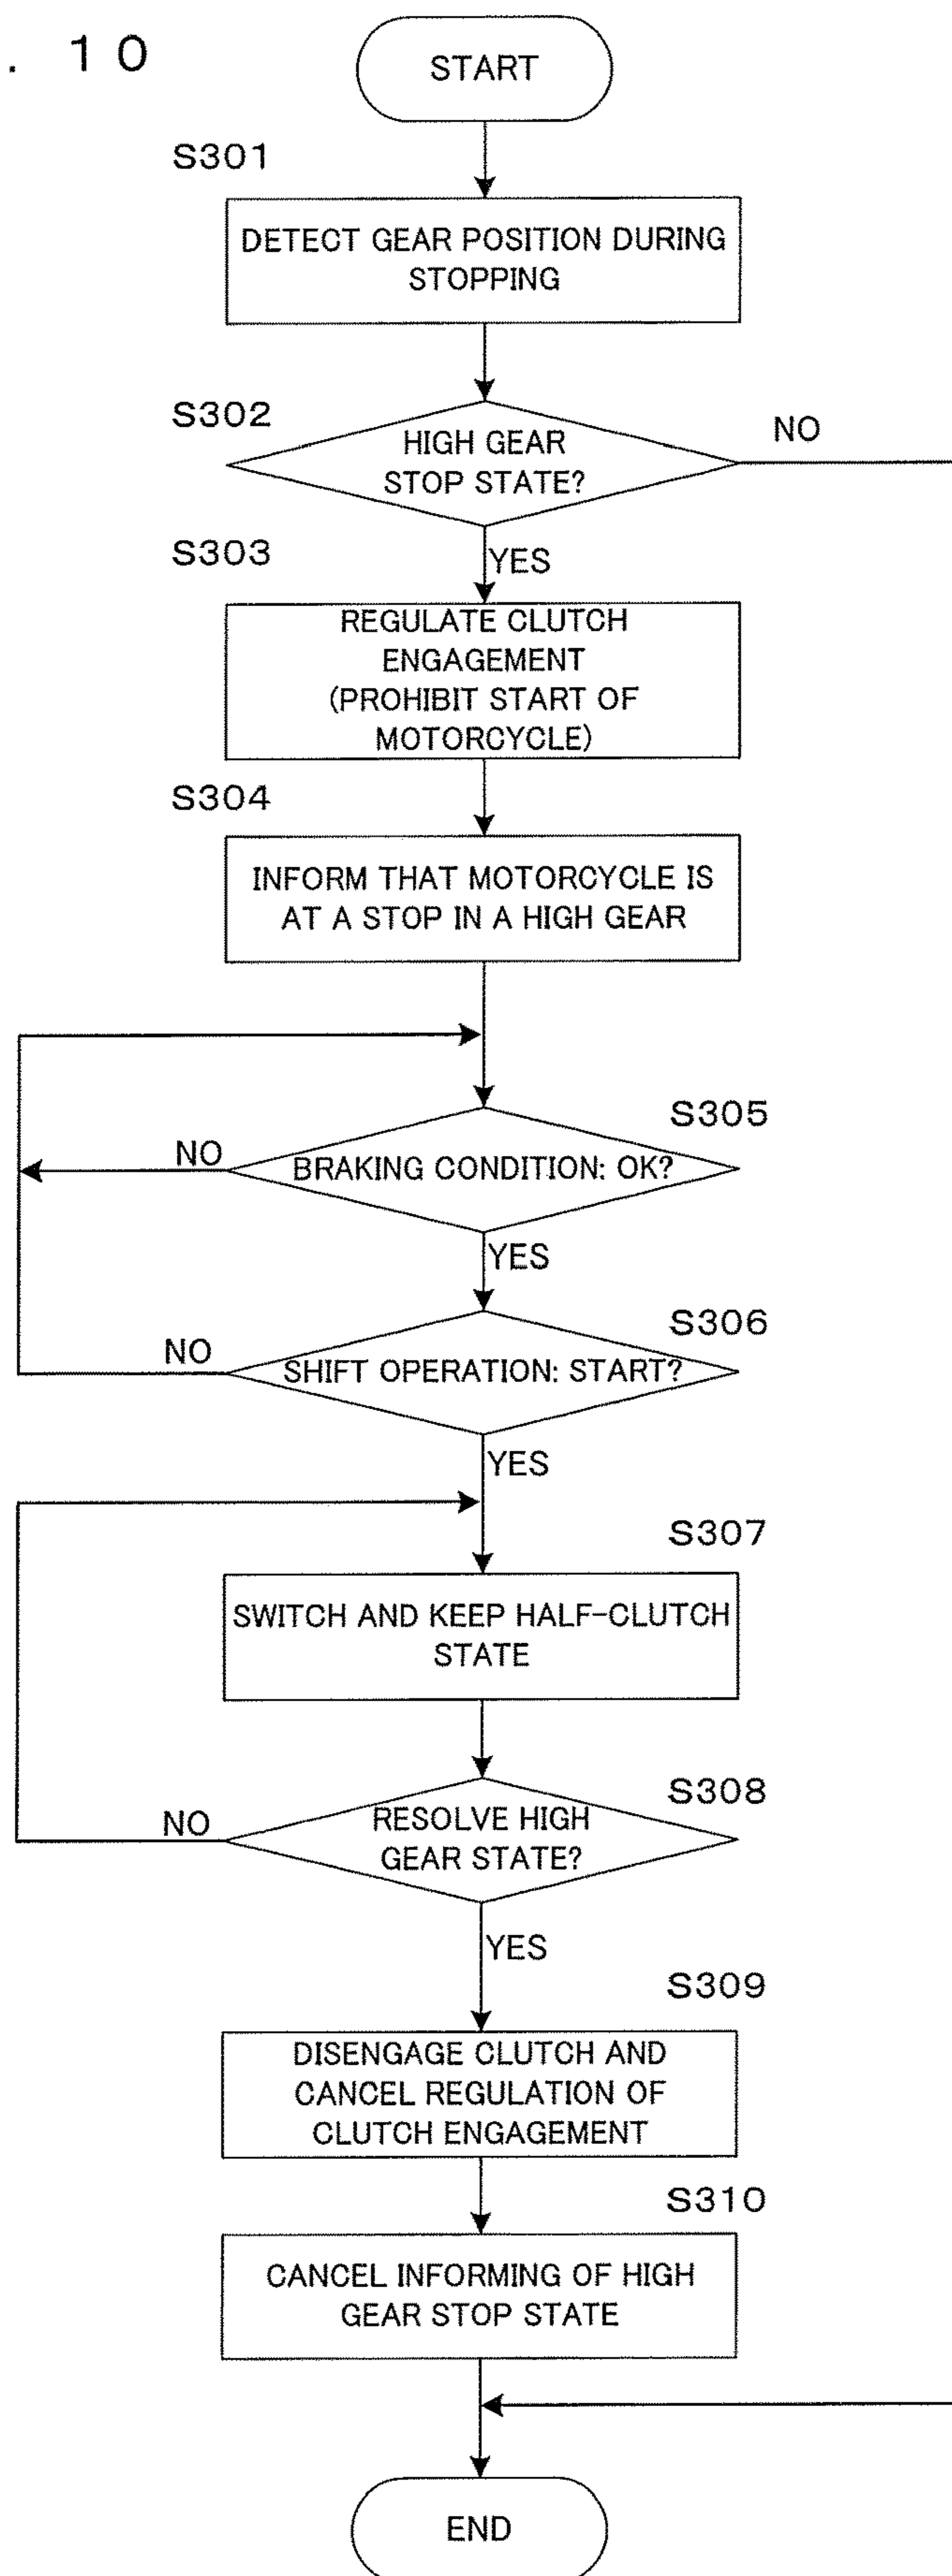 . 10
START
S301
DETECT GEAR POSITION DURING
STOPPING
S302
HIGH GEAR
STOP STATE?
NO
S303
YES
REGULATE CLUTCH
ENGAGEMENT
(PROHIBIT START OF
MOTORCYCLE)
S304
INFORM THAT MOTORCYCLE IS
AT A STOP IN A HIGH GEAR
S305
NO
BRAKING CONDITION: OK?
YES
S306
NO
SHIFT OPERATION: START?
YES
S307
SWITCH AND KEEP HALF-CLUTCH
STATE
S308
NO
RESOLVE HIGH
GEAR STATE?
YES
S309
DISENGAGE CLUTCH AND
CANCEL REGULATION OF
CLUTCH ENGAGEMENT
S310
CANCEL INFORMING OF HIGH
GEAR STOP STATE
END